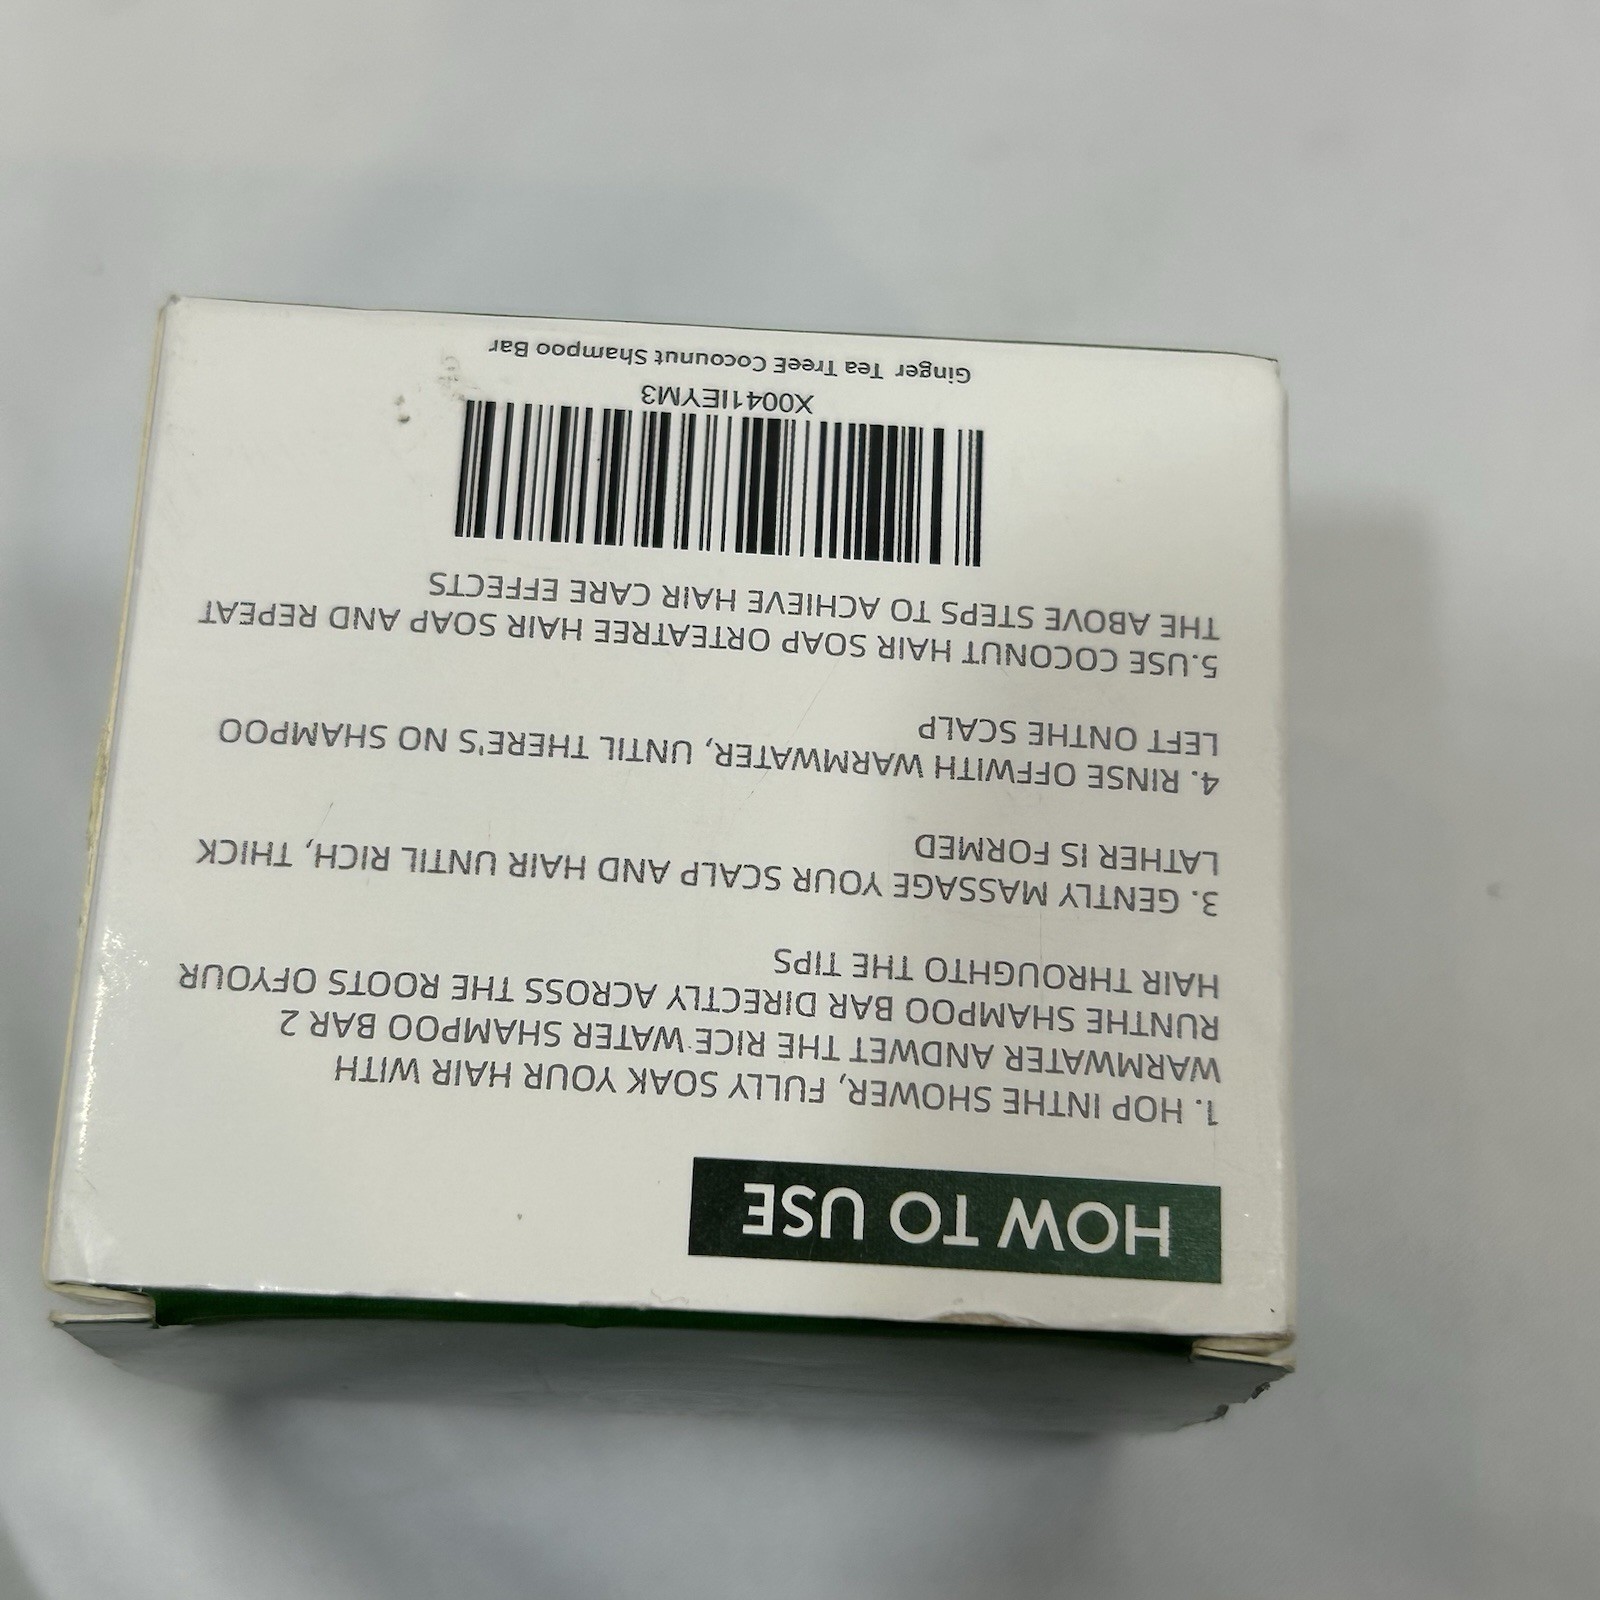 HOW TO USE
1. HOP INTHE SHOWER, FULLY SOAK YOUR HAIR WITH
WARMWATER ANDWET THE RICE WATER SHAMPOO BAR 2
RUNTHE SHAMPOO BAR DIRECTLY ACROSS THE ROOTS OFYOUR
HAIR THROUGHTO THE TIPS
3. GENTLY MASSAGE YOUR SCALP AND HAIR UNTIL RICH, THICK
LATHER IS FORMED
4. RINSE OFFWITH WARMWATER, UNTIL THERE'S NO SHAMPOO
LEFT ONTHE SCALP
5.USE COCONUT HAIR SOAP ORTEATREE HAIR SOAP AND REPEAT
THE ABOVE STEPS TO ACHIEVE HAIR CARE EFFECTS
X0041IEYM3
Ginger Tea TreeE Cocounut Shampoo Bar